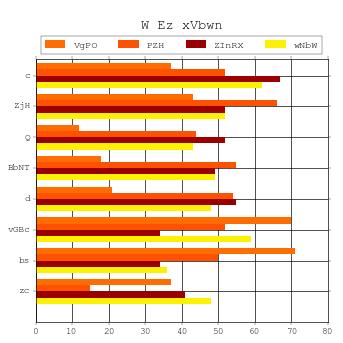 W Ez xVbwn
VgPO PZH ZInRX wNbW
c
ZjH
Q
BbNT
d
vGBc
bs
zc
0 10 20 30 40 50 60 70 80